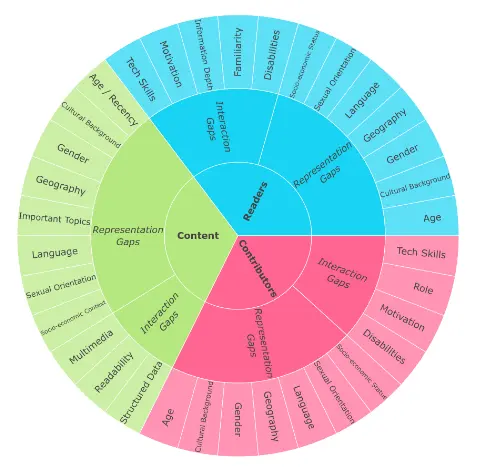 Readers
Interaction
Gaps
Tech Skills
Motivation
Information Depth
Familiarity
Disabilities
Representation
Gaps
Socio-economic Status
Sexual Orientation
Language
Geography
Gender
Cultural Background
Age
Contributors
Interaction
Gaps
Tech Skills
Role
Motivation
Disabilities
Representation
Gaps
Socio-economic Status
Sexual Orientation
Language
Geography
Gender
Cultural Background
Age
Content
Interaction
Gaps
Structured Data
Readability
Multimedia
Representation
Gaps
Socio-economic Context
Sexual Orientation
Language
Important Topics
Geography
Gender
Cultural Background
Age / Recency